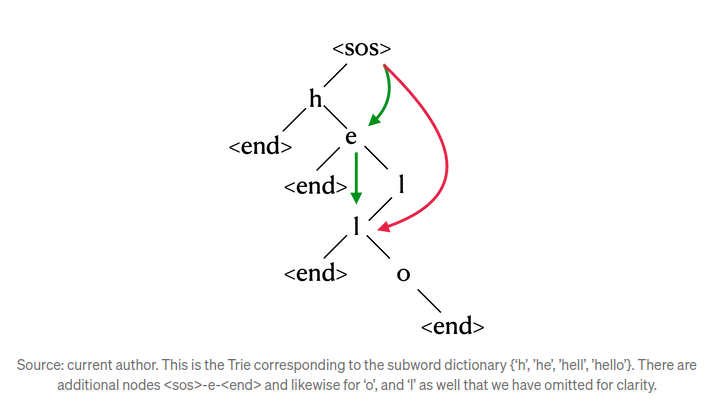 <sos>
h
<end>
e
<end>
l
l
<end>
o
<end>
Source: current author. This is the Trie corresponding to the subword dictionary {‘h’, ’he’, ’hell’, ’hello’}. There are
additional nodes <sos>-e-<end> and likewise for ‘o’, and ‘l’ as well that we have omitted for clarity.